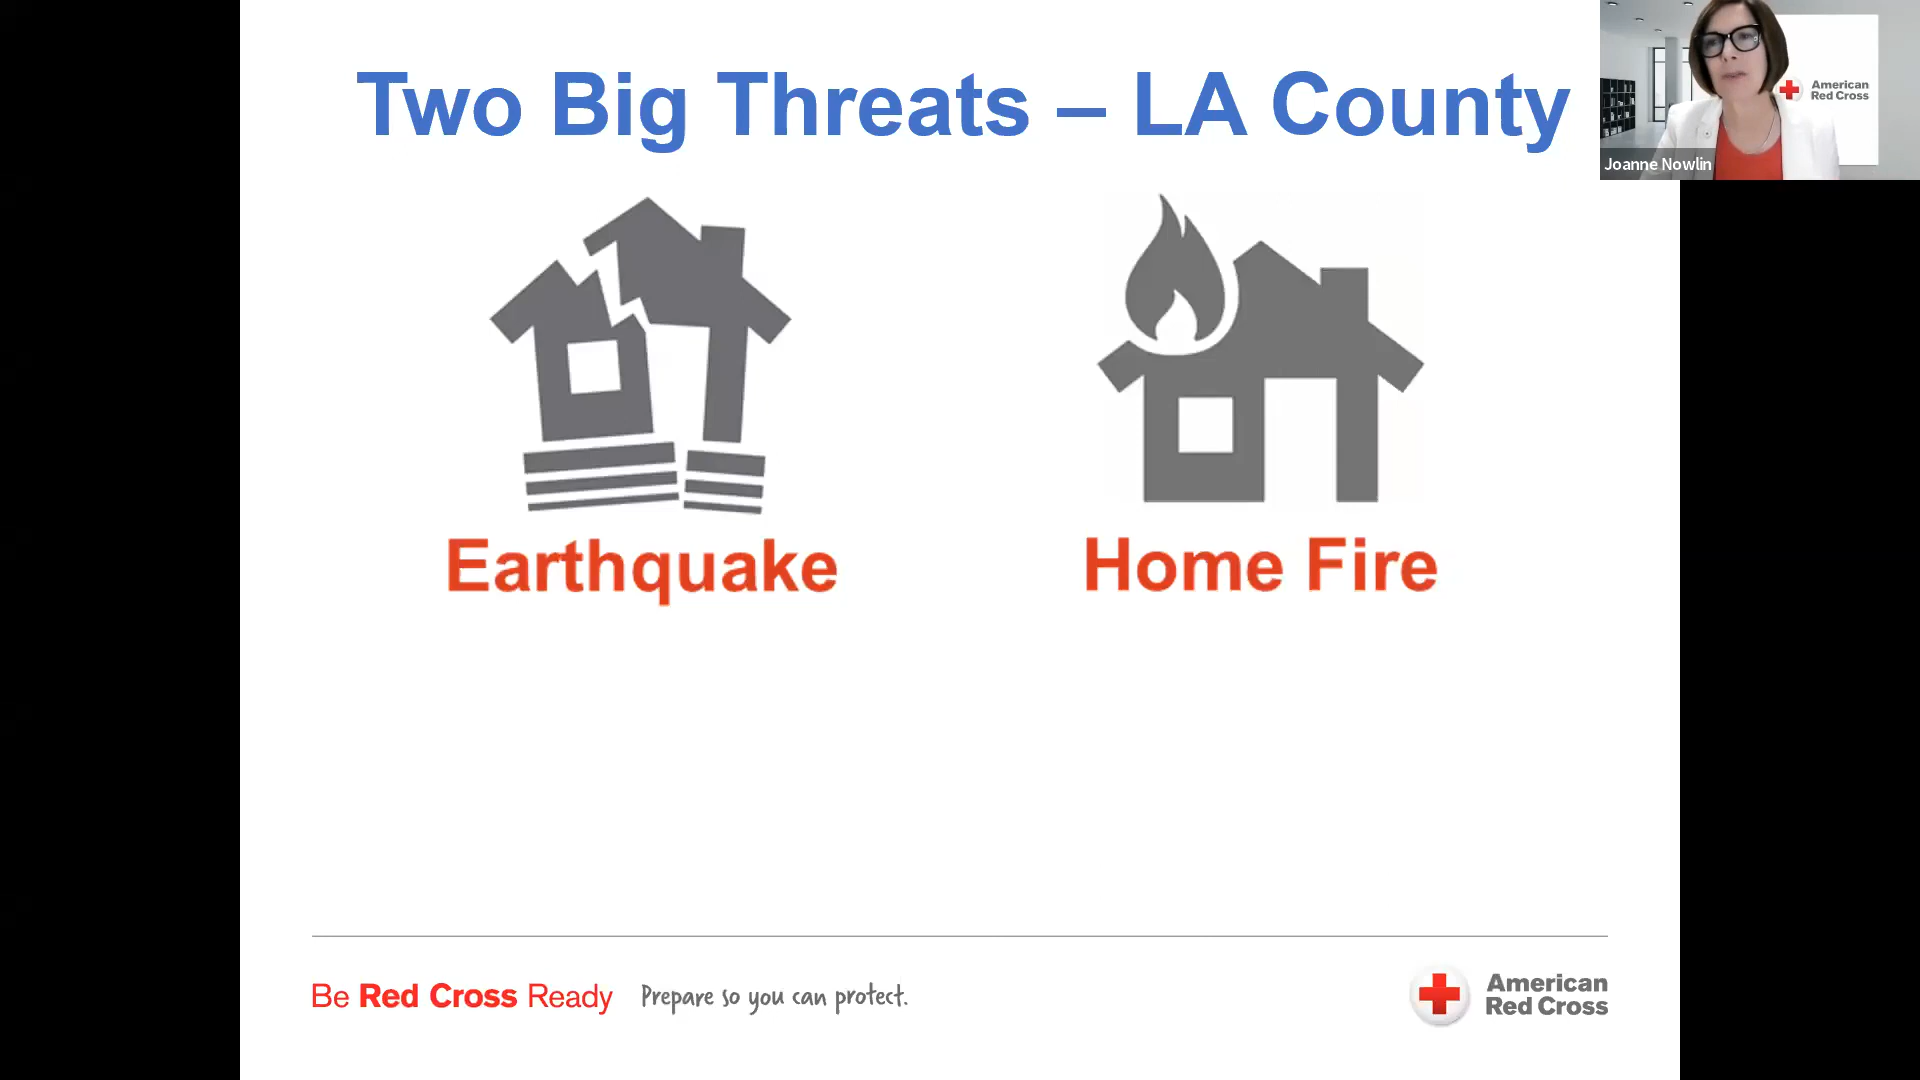 Two Big Threats – LA County
American
Red Cross
Joanne Nowlin
Earthquake
Home Fire
Be Red Cross Ready
Prepare so you can protect.
American
Red Cross